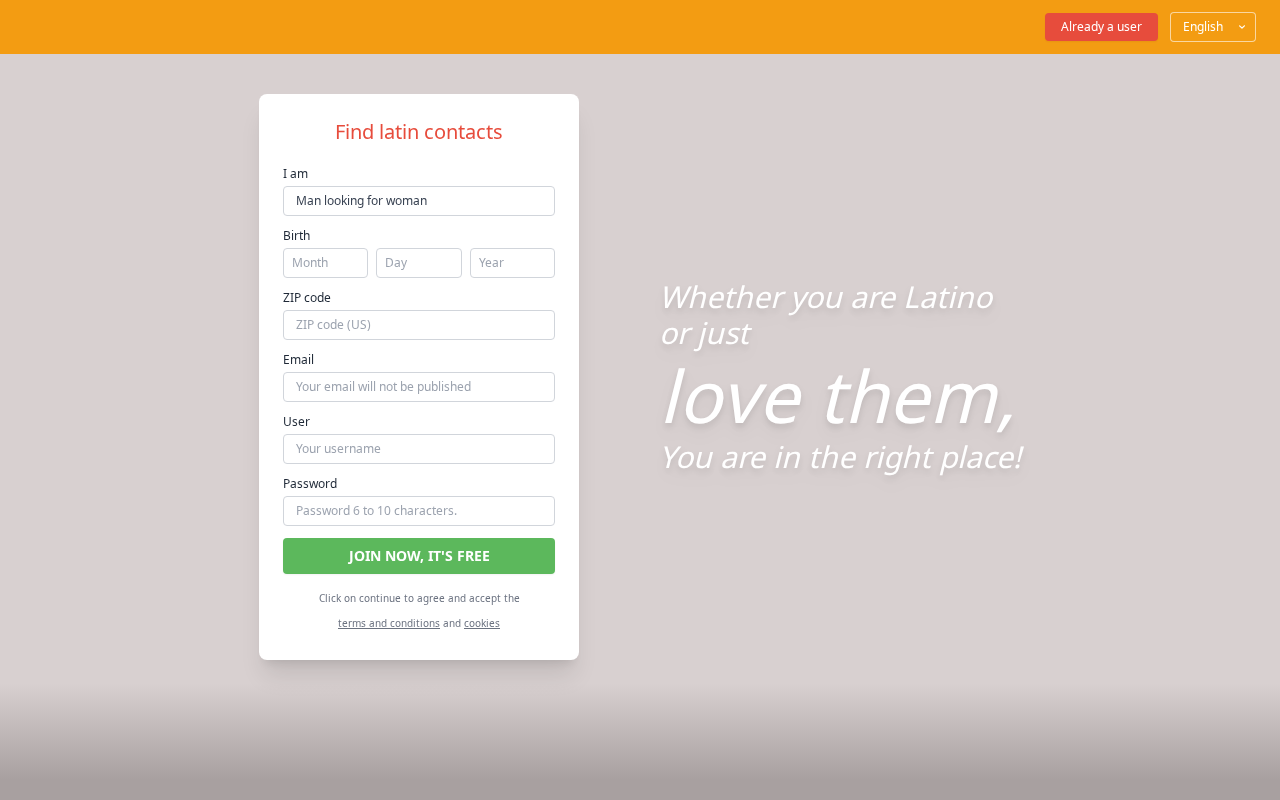 Already a user
English
Find latin contacts
I am
Man looking for woman
Birth
Month Day Year
ZIP code
ZIP code (US)
Email
Your email will not be published
User
Your username
Password
Password 6 to 10 characters.
JOIN NOW, IT'S FREE
Click on continue to agree and accept the
terms and conditions and cookies
Whether you are Latino
or just
love them,
You are in the right place!